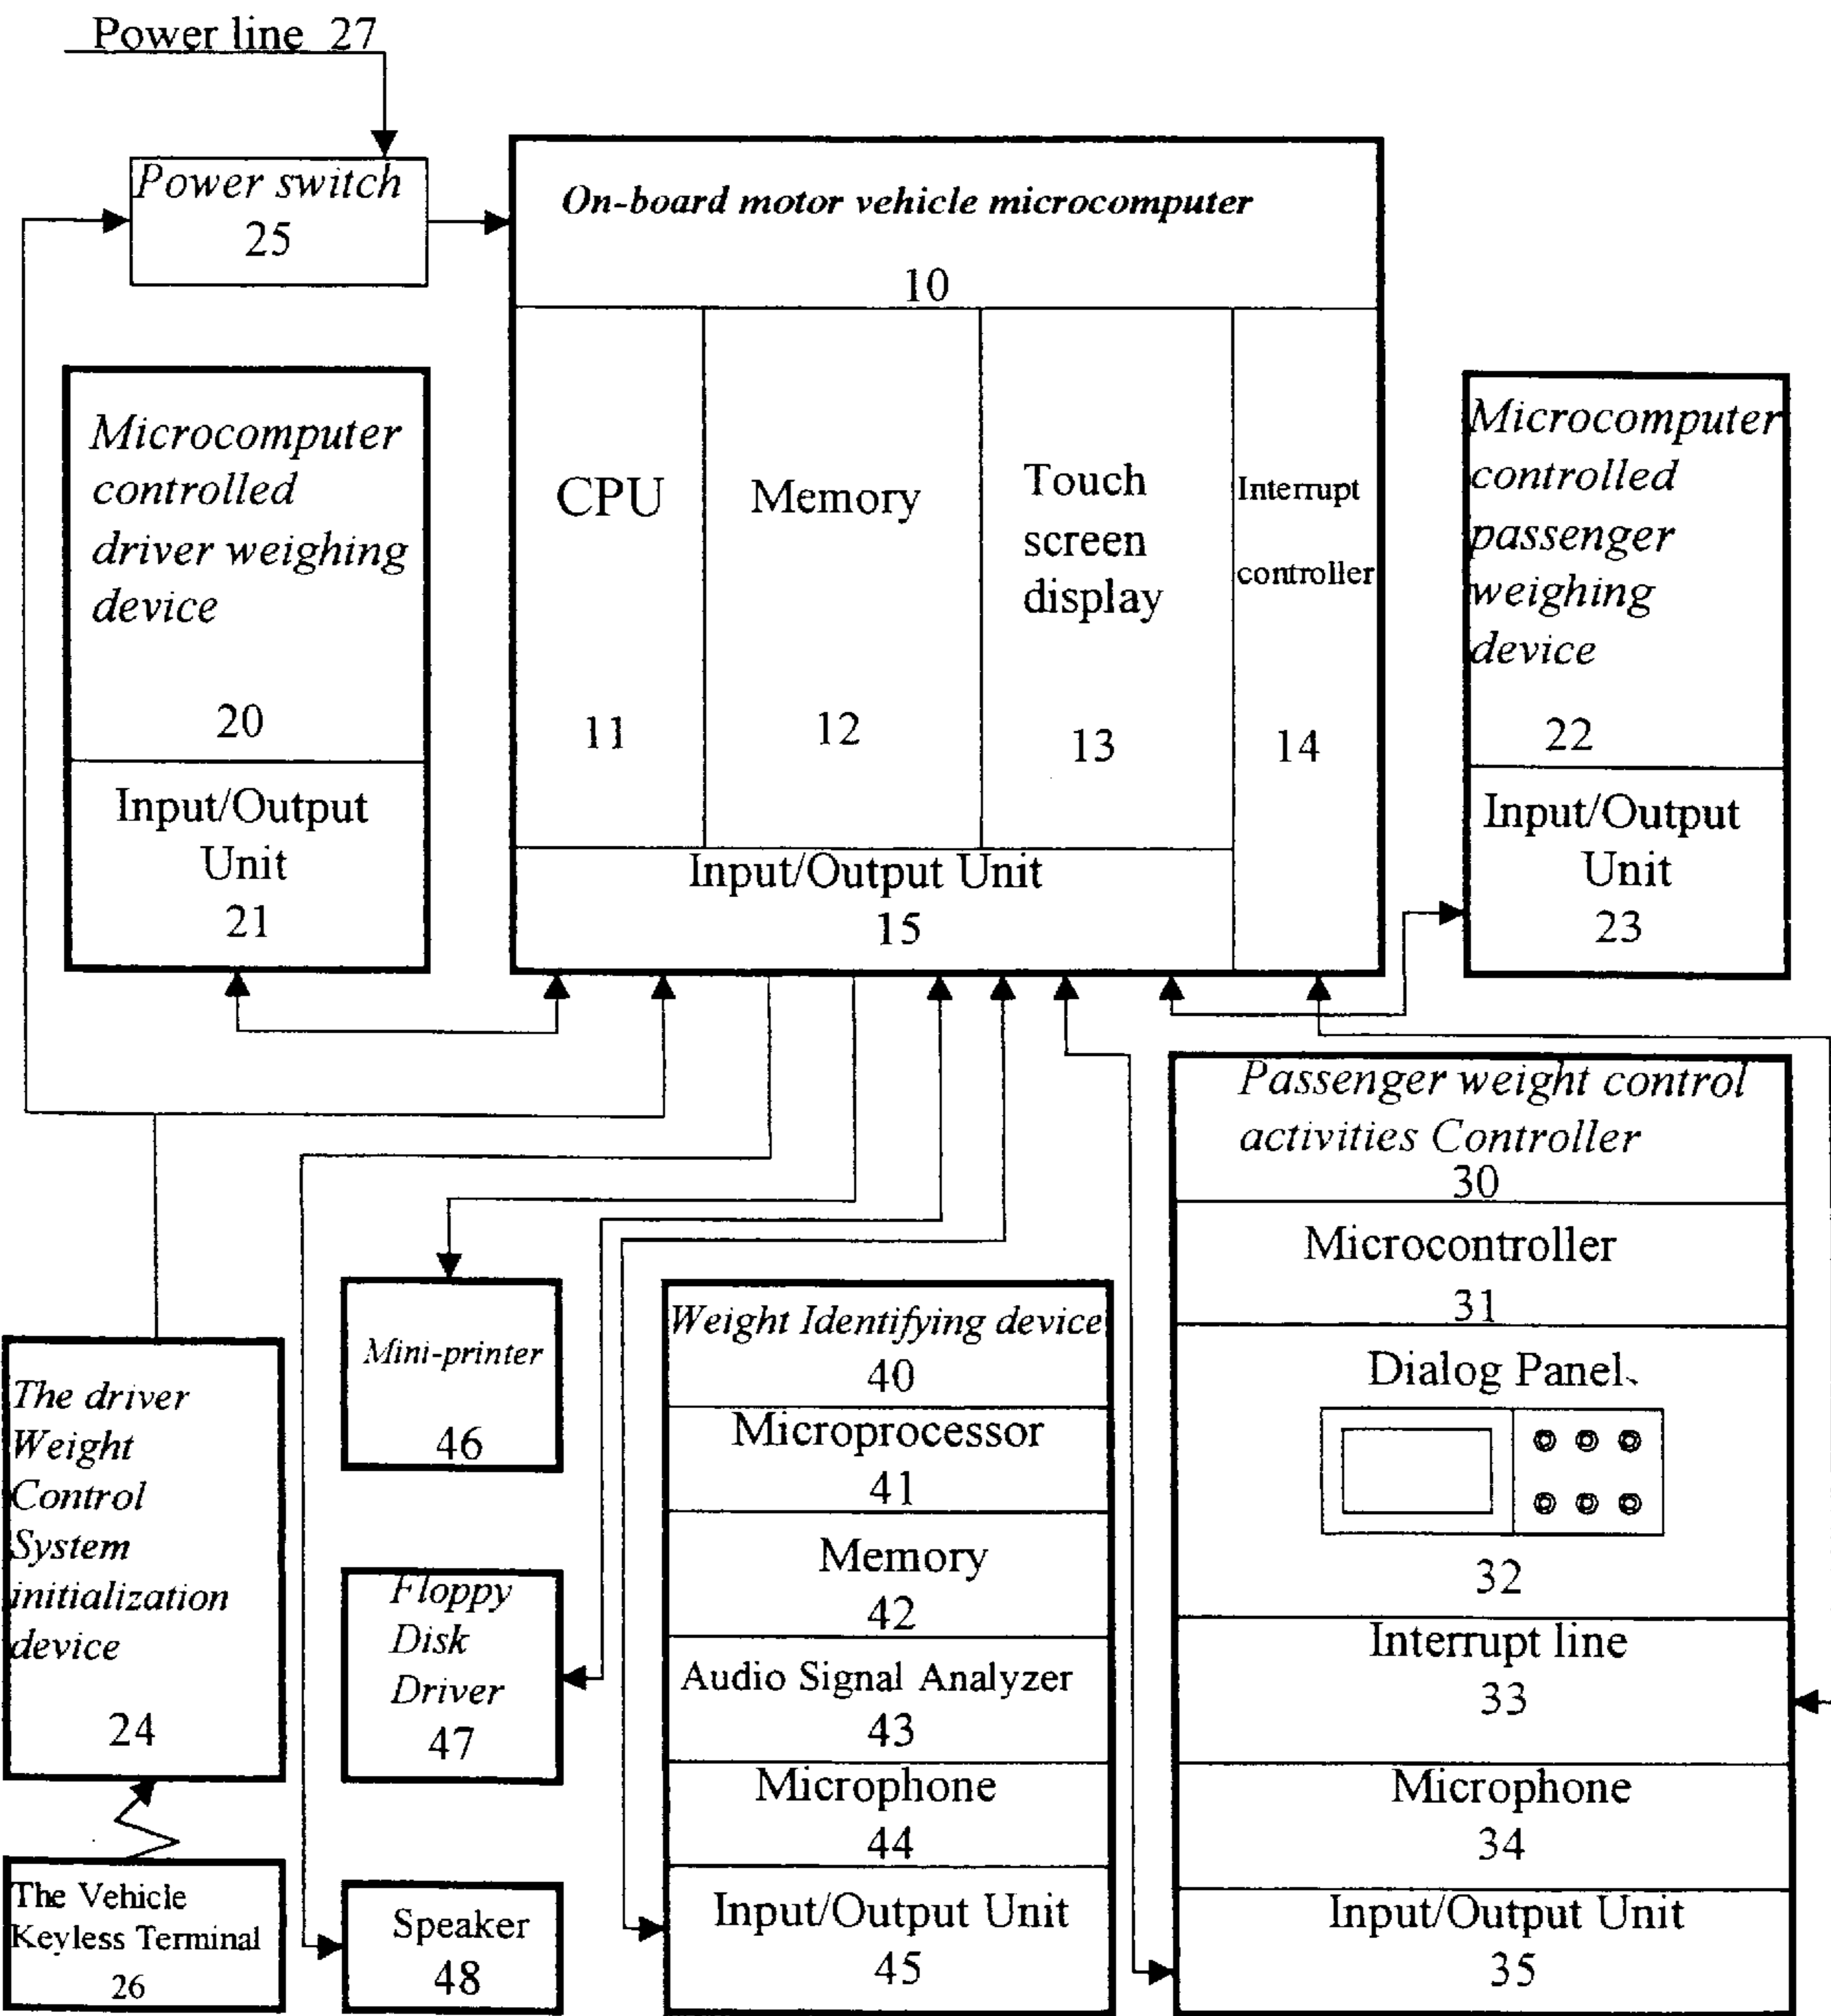 Power line 27
Power switch
25
On-board motor vehicle microcomputer
10
CPU
11
Memory
12
Touch
screen
display
13
Interrupt
controller
14
Input/Output Unit
15
Microcomputer
controlled
driver weighing
device
20
Input/Output
Unit
21
Microcomputer
controlled
passenger
weighing
device
22
Input/Output
Unit
23
Passenger weight control
activities Controller
30
Microcontroller
31
Dialog Panel
32
Interrupt line
33
Microphone
34
Input/Output Unit
35
Weight Identifying device
40
Microprocessor
41
Memory
42
Audio Signal Analyzer
43
Microphone
44
Input/Output Unit
45
Mini-printer
46
Floppy
Disk
Driver
47
Speaker
48
The driver
Weight
Control
System
initialization
device
24
The Vehicle
Keyless Terminal
26